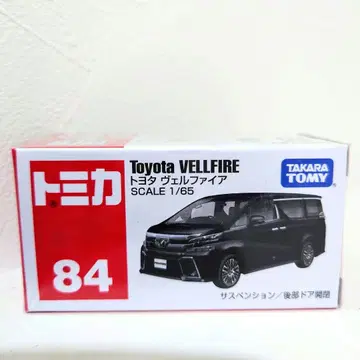 トミカ
84
Toyota VELLFIRE
トヨタ ヴェルファイア
SCALE 1/65
TAKARA
TOMY
サスペンション/後部ドア開閉